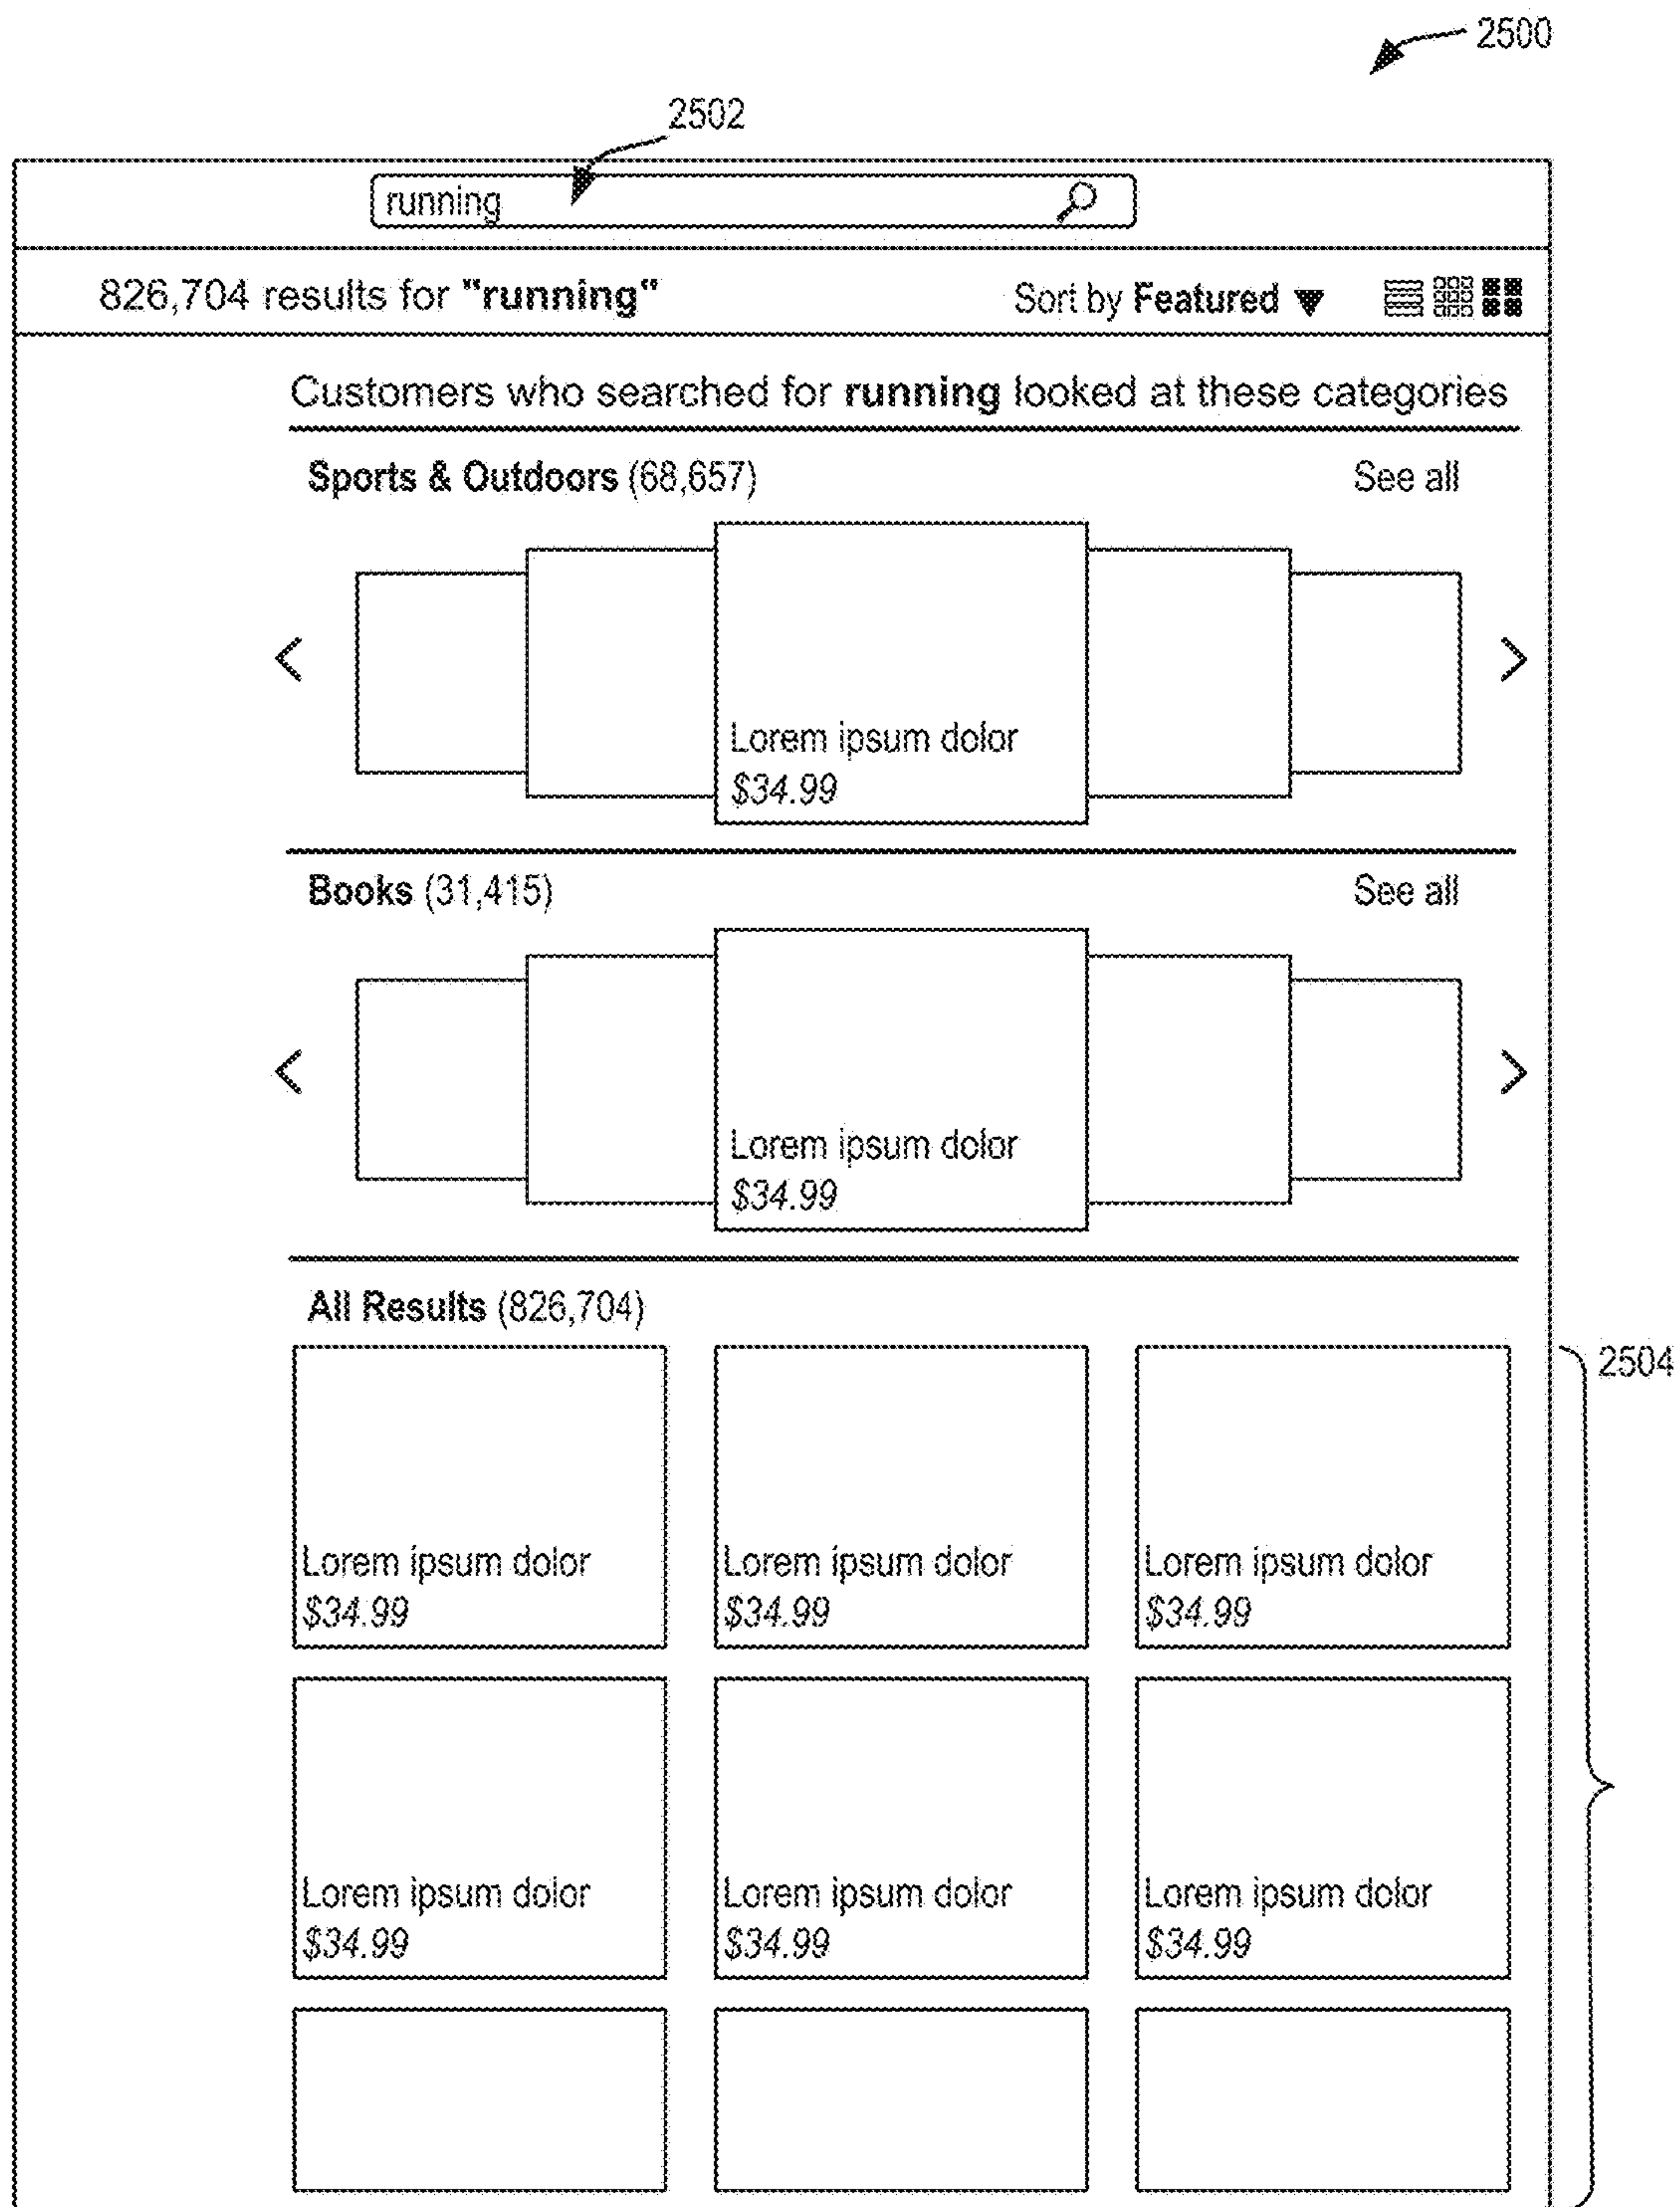 2500
2502
running
826,704 results for "running" Sort by Featured
Customers who searched for running looked at these categories
Sports & Outdoors (68,657) See all
Lorem ipsum dolor
$34.99
Books (31,415) See all
Lorem ipsum dolor
$34.99
All Results (826,704)
2504
Lorem ipsum dolor Lorem ipsum dolor Lorem ipsum dolor
$34.99 $34.99 $34.99
Lorem ipsum dolor Lorem ipsum dolor Lorem ipsum dolor
$34.99 $34.99 $34.99